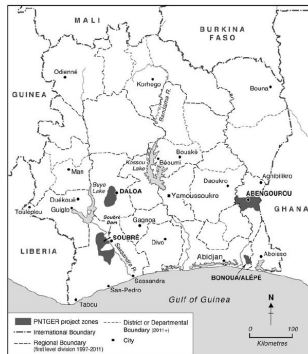 MALI
BURKINA
FASO
Odienné
Korhogo
Bouna
GUINEA
Bandama R.
Kossou
Lake
Bouaké
Béoumi
Man
Buyo
Lake
DALOA
Daoukro
Agnibilékro
ABENGOUROU
Duékoué
Guiglo
Yamoussoukro
GHANA
Toulepleu
Soubré
Dam
Gagnoa
SOUBRÉ
Divo
Abidjan
Aboisso
LIBERIA
Sassandra R.
BONOUA/ALÉPÉ
Sassandra
San-Pedro
Tabou
Gulf of Guinea
PNTGER project zones
International Boundary
Regional Boundary
(first level division 1997-2011)
District or Departmental
Boundary (2011→)
City
N
0 100
Kilometres